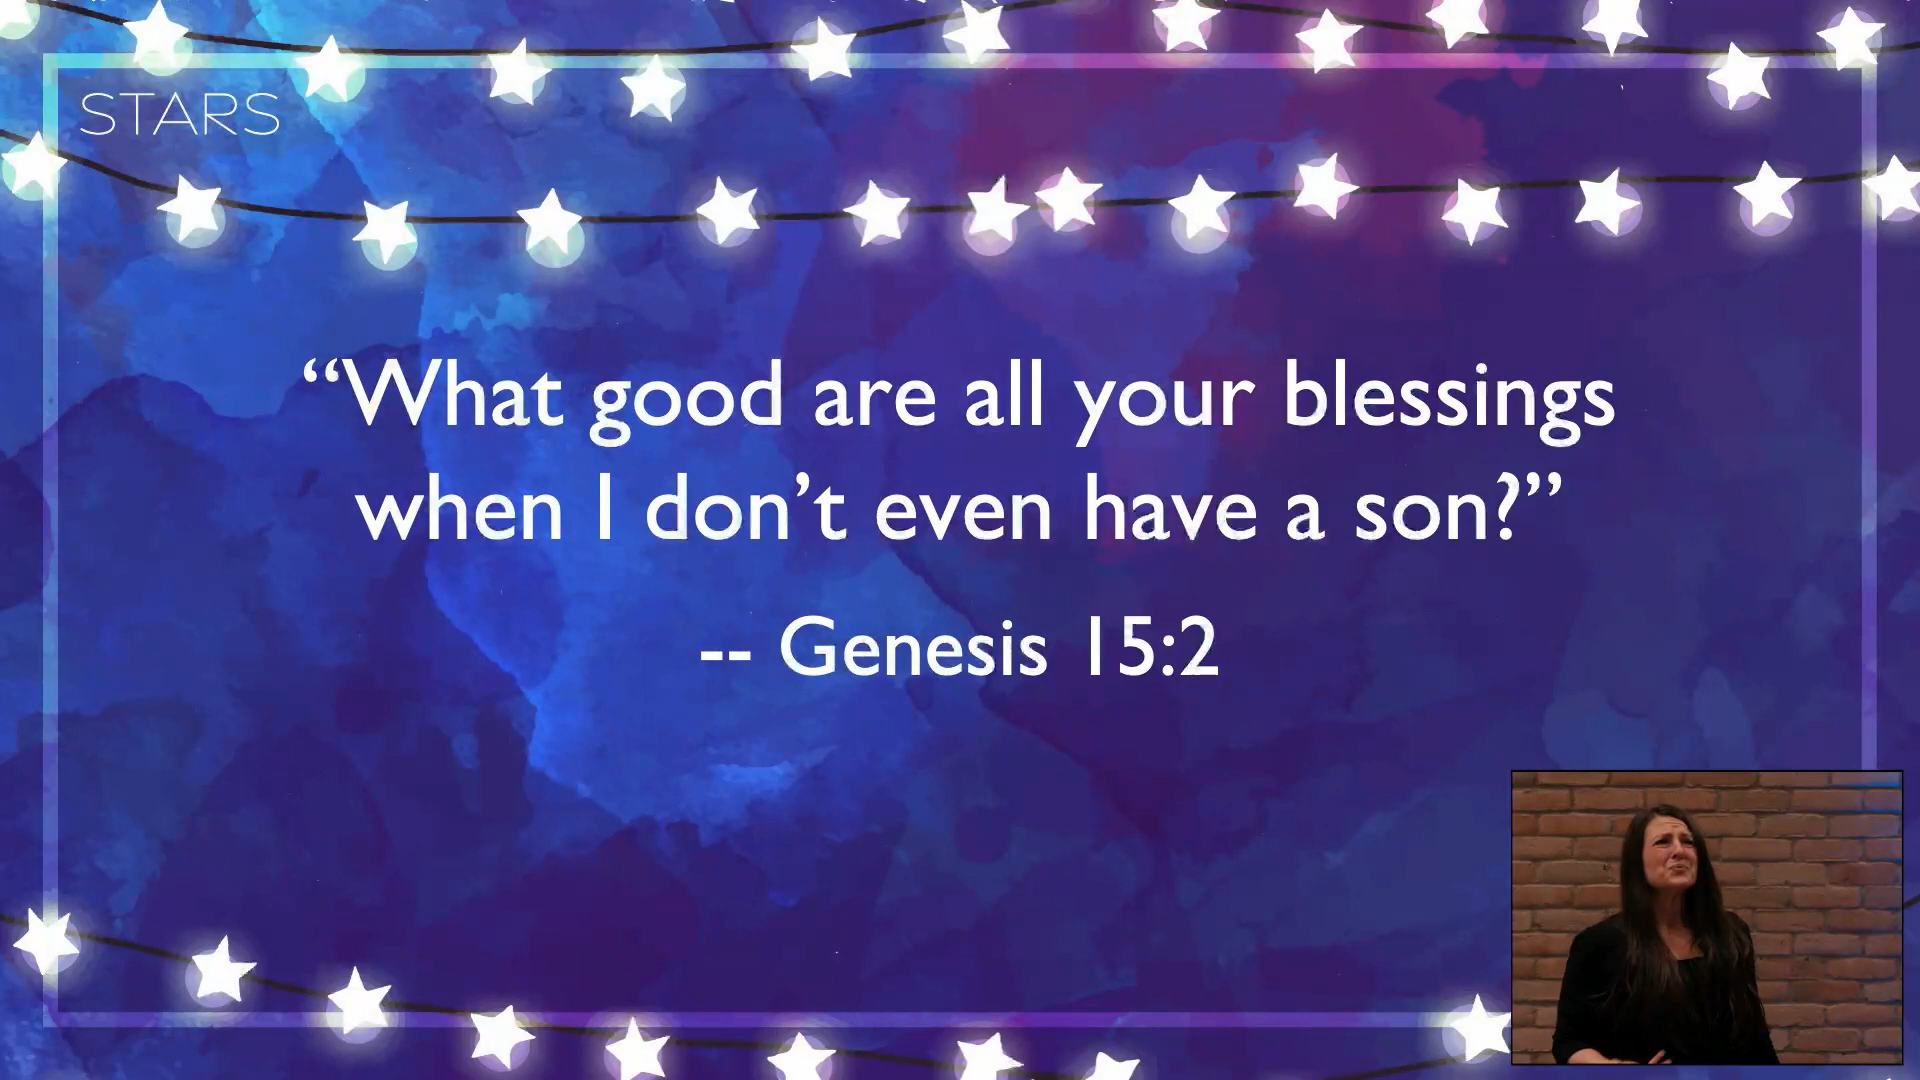 STARS
“What good are all your blessings
when I don’t even have a son?”
-- Genesis 15:2